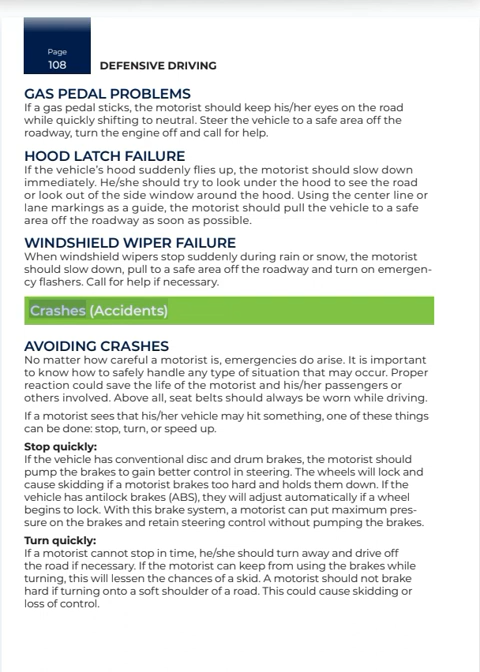 Page
108
DEFENSIVE DRIVING
GAS PEDAL PROBLEMS
If a gas pedal sticks, the motorist should keep his/her eyes on the road
while quickly shifting to neutral. Steer the vehicle to a safe area off the
roadway, turn the engine off and call for help.
HOOD LATCH FAILURE
If the vehicle's hood suddenly flies up, the motorist should slow down
immediately. He/she should try to look under the hood to see the road
or look out of the side window around the hood. Using the center line or
lane markings as a guide, the motorist should pull the vehicle to a safe
area off the roadway as soon as possible.
WINDSHIELD WIPER FAILURE
When windshield wipers stop suddenly during rain or snow, the motorist
should slow down, pull to a safe area off the roadway and turn on emergen-
cy flashers. Call for help if necessary.
Crashes (Accidents)
AVOIDING CRASHES
No matter how careful a motorist is, emergencies do arise. It is important
to know how to safely handle any type of situation that may occur. Proper
reaction could save the life of the motorist and his/her passengers or
others involved. Above all, seat belts should always be worn while driving.
If a motorist sees that his/her vehicle may hit something, one of these things
can be done: stop, turn, or speed up.
Stop quickly:
If the vehicle has conventional disc and drum brakes, the motorist should
pump the brakes to gain better control in steering. The wheels will lock and
cause skidding if a motorist brakes too hard and holds them down. If the
vehicle has antilock brakes (ABS), they will adjust automatically if a wheel
begins to lock. With this brake system, a motorist can put maximum pres-
sure on the brakes and retain steering control without pumping the brakes.
Turn quickly:
If a motorist cannot stop in time, he/she should turn away and drive off
the road if necessary. If the motorist can keep from using the brakes while
turning, this will lessen the chances of a skid. A motorist should not brake
hard if turning onto a soft shoulder of a road. This could cause skidding or
loss of control.